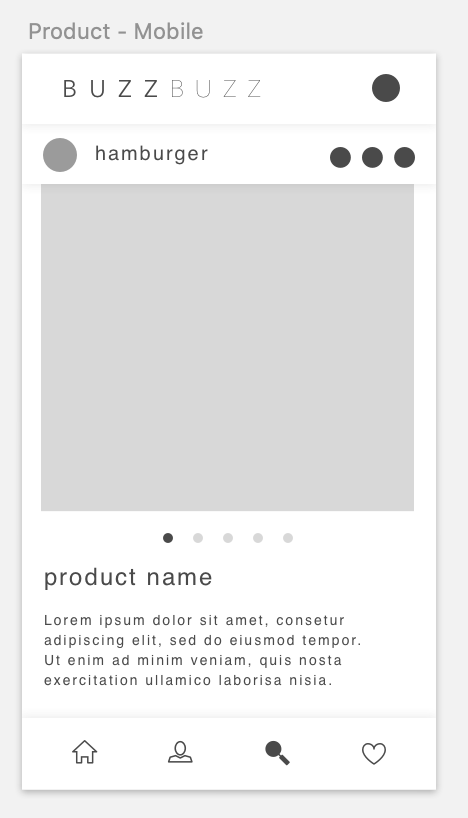 Product - Mobile
BUZZBUZZ
hamburger
product name
Lorem ipsum dolor sit amet, consetur
adipiscing elit, sed do eiusmod tempor.
Ut enim ad minim veniam, quis nosta
exercitation ullamico laborisa nisia.